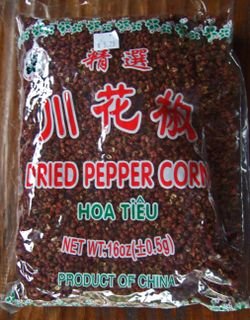 精選
川花椒
DRIED PEPPER CORN
HOA TIÊU
NET WT·16oz(±0.5g)
PRODUCT OF CHINA